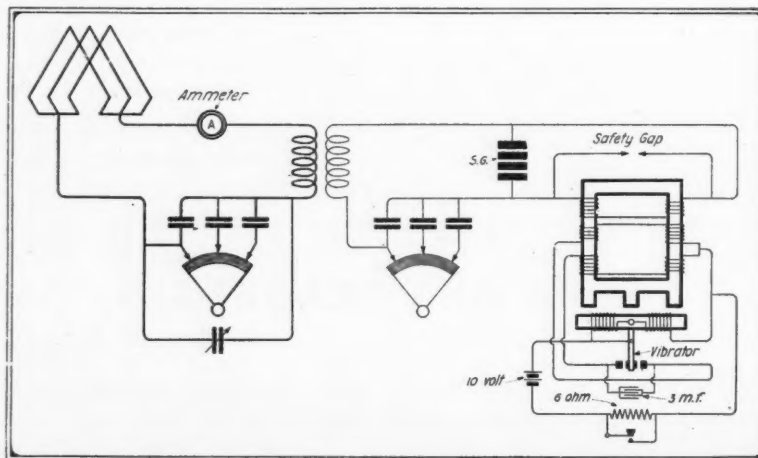 Ammeter
A
Safety Gap
S.G.
Vibrator
10 volt
6 ohm
3 m.f.